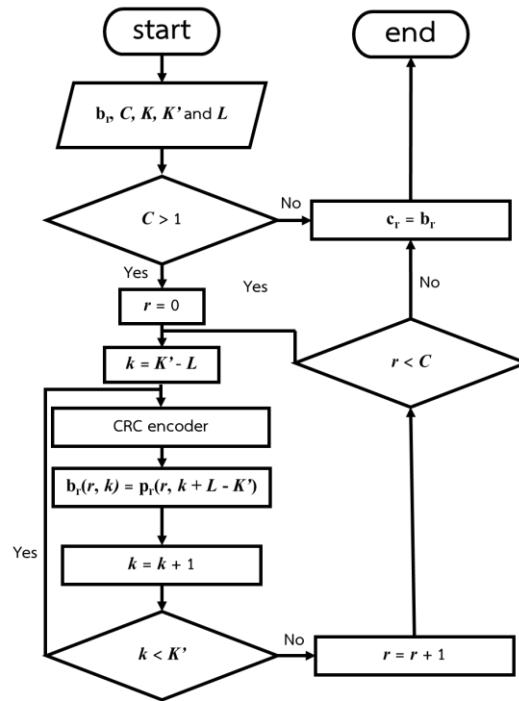 start
end
bᵣ, C, K, K’ and L
C > 1
No
cᵣ = bᵣ
Yes
Yes
No
r = 0
k = K’ - L
r < C
CRC encoder
bᵣ(r, k) = pᵣ(r, k + L - K’)
Yes
k = k + 1
k < K’
No
r = r + 1